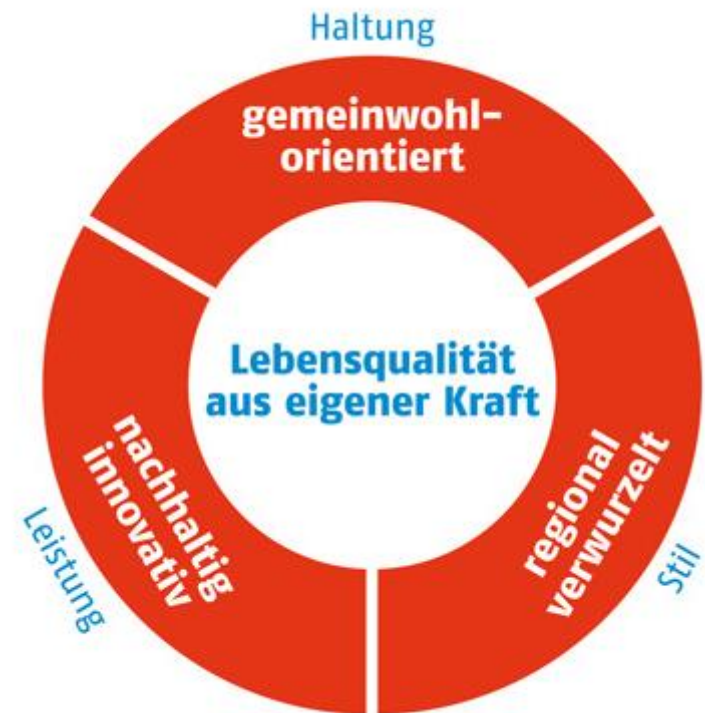 Haltung
gemeinwohl-
orientiert
Lebensqualität
aus eigener Kraft
nachhaltig
innovativ
Leistung
regional
verwurzelt
Stil